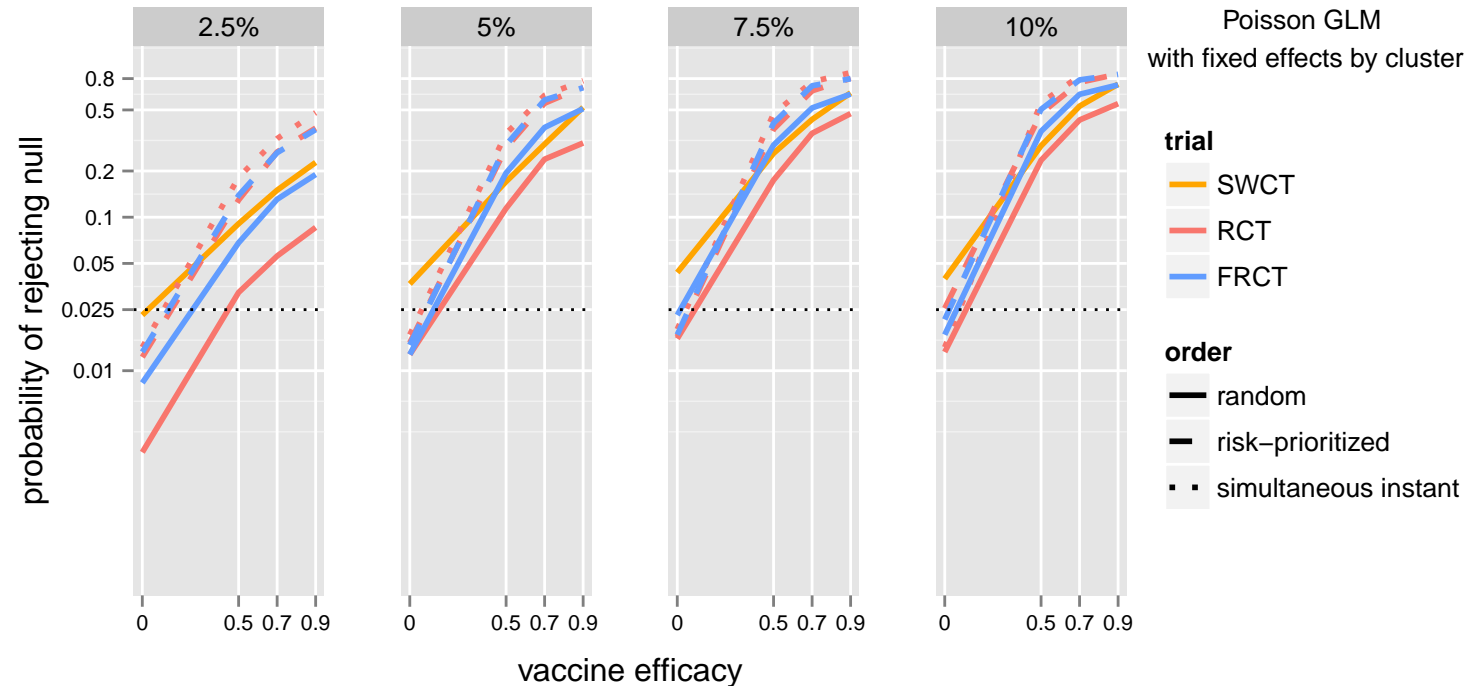 2.5%
5%
7.5%
10%
Poisson GLM
with fixed effects by cluster
probability of rejecting null
0.8
0.5
0.2
0.1
0.05
0.025
0.01
0 0.5 0.7 0.9
0 0.5 0.7 0.9
0 0.5 0.7 0.9
0 0.5 0.7 0.9
vaccine efficacy
trial
SWCT
RCT
FRCT
order
random
risk−prioritized
simultaneous instant